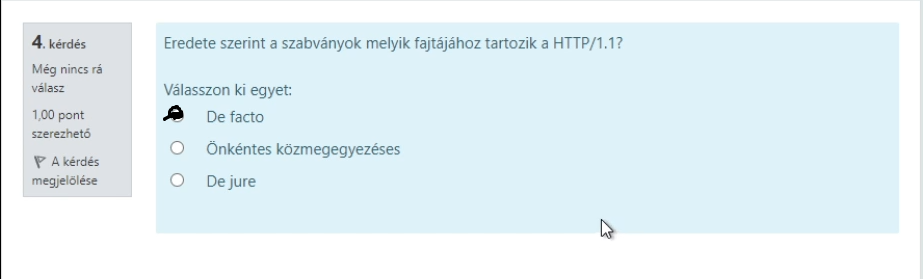 4. kérdés
Még nincs rá
válasz
1,00 pont
szerezhető
A kérdés
megjelölése
Eredete szerint a szabványok melyik fajtájához tartozik a HTTP/1.1?
Válasszon ki egyet:
De facto
Önkéntes közmegegyezéses
De jure